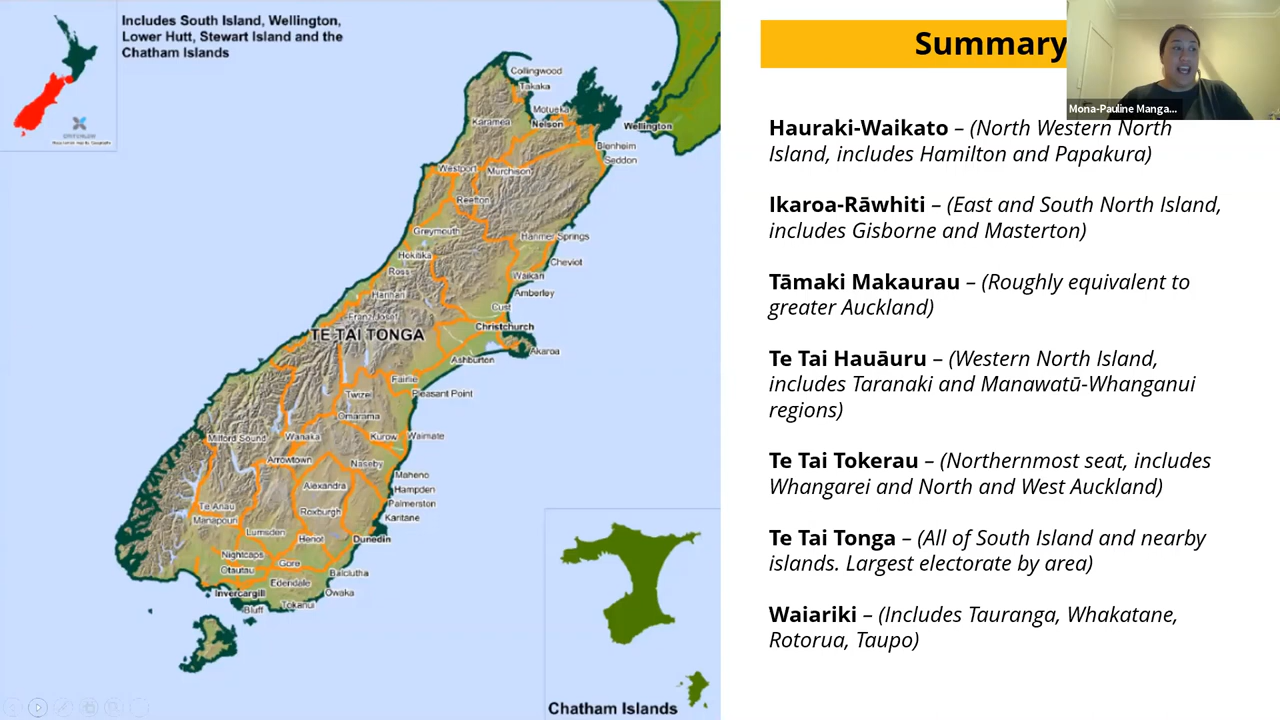 Includes South Island, Wellington,
Lower Hutt, Stewart Island and the
Chatham Islands
Collingwood
Takaka
Motueka
Karamea
Nelson
Wellington
Blenheim
Seddon
Westport
Murchison
Reefton
Greymouth
Hanmer Springs
Hokitika
Cheviot
Ross
Waikari
Harihari
Amberley
Cust
Franz Josef
Christchurch
TE TAI TONGA
Akaroa
Ashburton
Fairlie
Twizel
Pleasant Point
Omarama
Milford Sound
Wanaka
Kurow
Waimate
Arrowtown
Naseby
Maheno
Alexandra
Hampden
Te Anau
Roxburgh
Palmerston
Manapouri
Karitane
Lumsden
Heriot
Dunedin
Nightcaps
Gore
Otautau
Balclutha
Edendale
Invercargill
Owaka
Bluff
Tokanui
Chatham Islands
Summary
Mona-Pauline Manga...
Hauraki-Waikato – (North Western North
Island, includes Hamilton and Papakura)
Ikaroa-Rāwhiti – (East and South North Island,
includes Gisborne and Masterton)
Tāmaki Makaurau – (Roughly equivalent to
greater Auckland)
Te Tai Hauāuru – (Western North Island,
includes Taranaki and Manawatū-Whanganui
regions)
Te Tai Tokerau – (Northernmost seat, includes
Whangarei and North and West Auckland)
Te Tai Tonga – (All of South Island and nearby
islands. Largest electorate by area)
Waiariki – (Includes Tauranga, Whakatane,
Rotorua, Taupo)